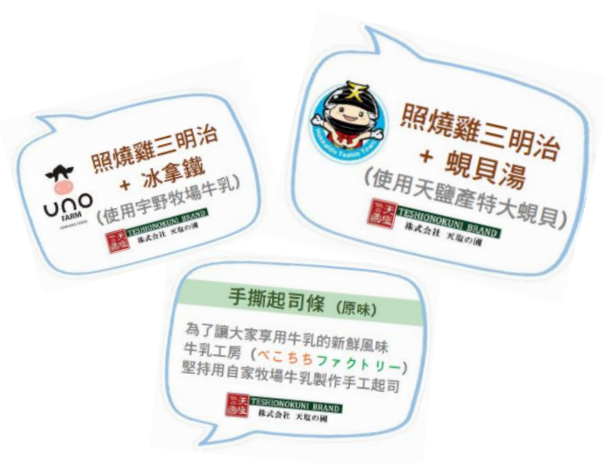 照燒雞三明治
+ 冰拿鐵
(使用宇野牧場牛乳)
uno
FARM
TESHIONOKUNI BRAND
株式会社 天塩の國
天
照燒雞三明治
+ 蜆貝湯
(使用天鹽產特大蜆貝)
Hokkaido Teshio Town
TESHIONOKUNI BRAND
株式会社 天塩の國
手撕起司條 (原味)
為了讓大家享用牛乳的新鮮風味
牛乳工房 (べこちちファクトリー)
堅持用自家牧場牛乳製作手工起司
TESHIONOKUNI BRAND
株式会社 天塩の國